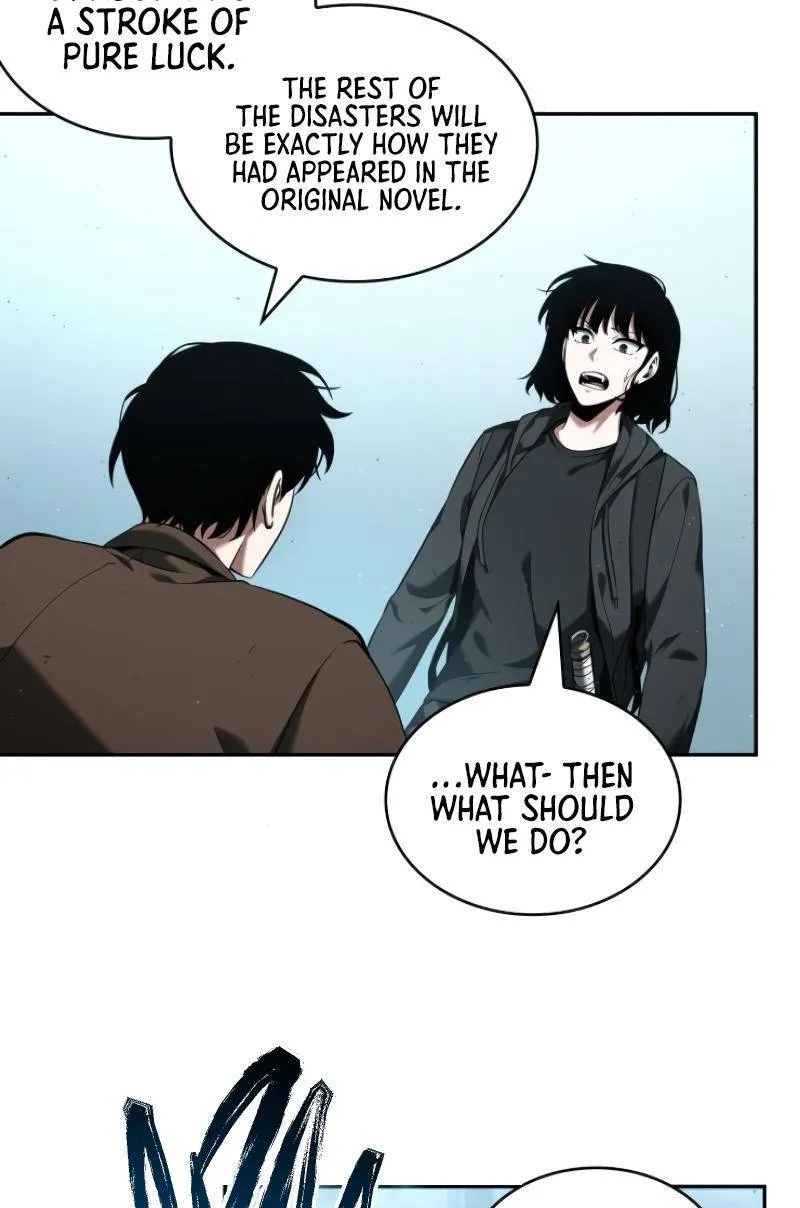 A STROKE OF
PURE LUCK.
THE REST OF
THE DISASTERS WILL
BE EXACTLY HOW THEY
HAD APPEARED IN THE
ORIGINAL NOVEL.
...WHAT- THEN
WHAT SHOULD
WE DO?